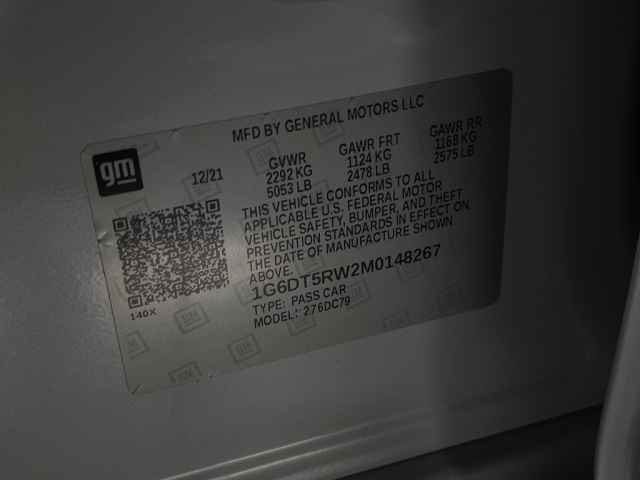 MFD BY GENERAL MOTORS LLC
gm
12/21
GVWR GAWR FRT GAWR RR
2292 KG 1124 KG 1168 KG
5053 LB 2478 LB 2575 LB
THIS VEHICLE CONFORMS TO ALL
APPLICABLE U.S. FEDERAL MOTOR
VEHICLE SAFETY, BUMPER, AND THEFT
PREVENTION STANDARDS IN EFFECT ON
THE DATE OF MANUFACTURE SHOWN
ABOVE.
1G6DT5RW2M0148267
140X
TYPE: PASS CAR
MODEL: 276DC79